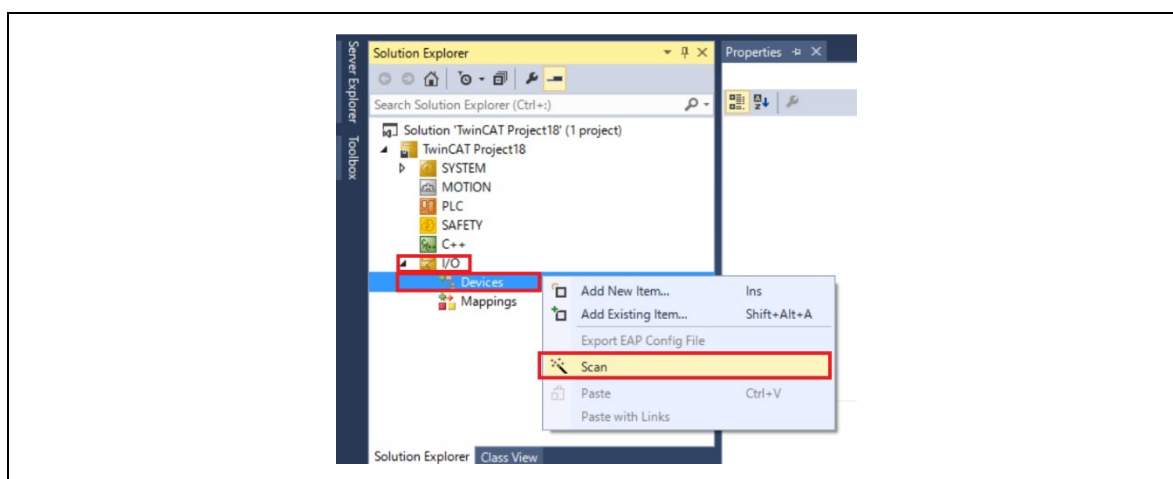 Server Explorer
Toolbox
Solution Explorer
Search Solution Explorer (Ctrl+:)
Solution 'TwinCAT Project18' (1 project)
TwinCAT Project18
SYSTEM
MOTION
PLC
SAFETY
C++
I/O
Devices
Mappings
Solution Explorer Class View
Properties
Add New Item... Ins
Add Existing Item... Shift+Alt+A
Export EAP Config File
Scan
Paste Ctrl+V
Paste with Links